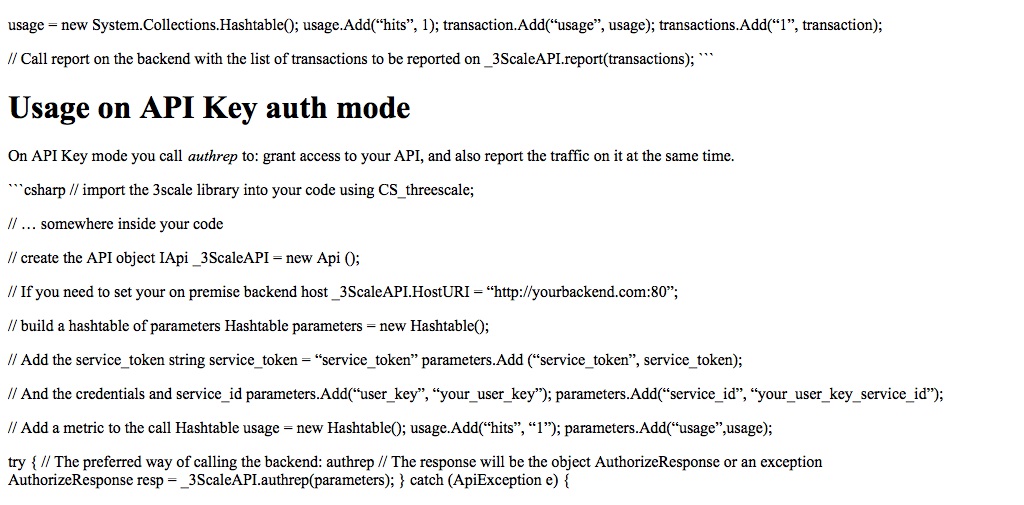 usage = new System.Collections.Hashtable(); usage.Add(“hits”, 1); transaction.Add(“usage”, usage); transactions.Add(“1”, transaction);
// Call report on the backend with the list of transactions to be reported on _3ScaleAPI.report(transactions); ```
Usage on API Key auth mode
On API Key mode you call authrep to: grant access to your API, and also report the traffic on it at the same time.
```csharp // import the 3scale library into your code using CS_threescale;
// … somewhere inside your code
// create the API object IApi _3ScaleAPI = new Api ();
// If you need to set your on premise backend host _3ScaleAPI.HostURI = “http://yourbackend.com:80”;
// build a hashtable of parameters Hashtable parameters = new Hashtable();
// Add the service_token string service_token = “service_token” parameters.Add (“service_token”, service_token);
// And the credentials and service_id parameters.Add(“user_key”, “your_user_key”); parameters.Add(“service_id”, “your_user_key_service_id”);
// Add a metric to the call Hashtable usage = new Hashtable(); usage.Add(“hits”, “1”); parameters.Add(“usage”,usage);
try { // The preferred way of calling the backend: authrep // The response will be the object AuthorizeResponse or an exception
AuthorizeResponse resp = _3ScaleAPI.authrep(parameters); } catch (ApiException e) {